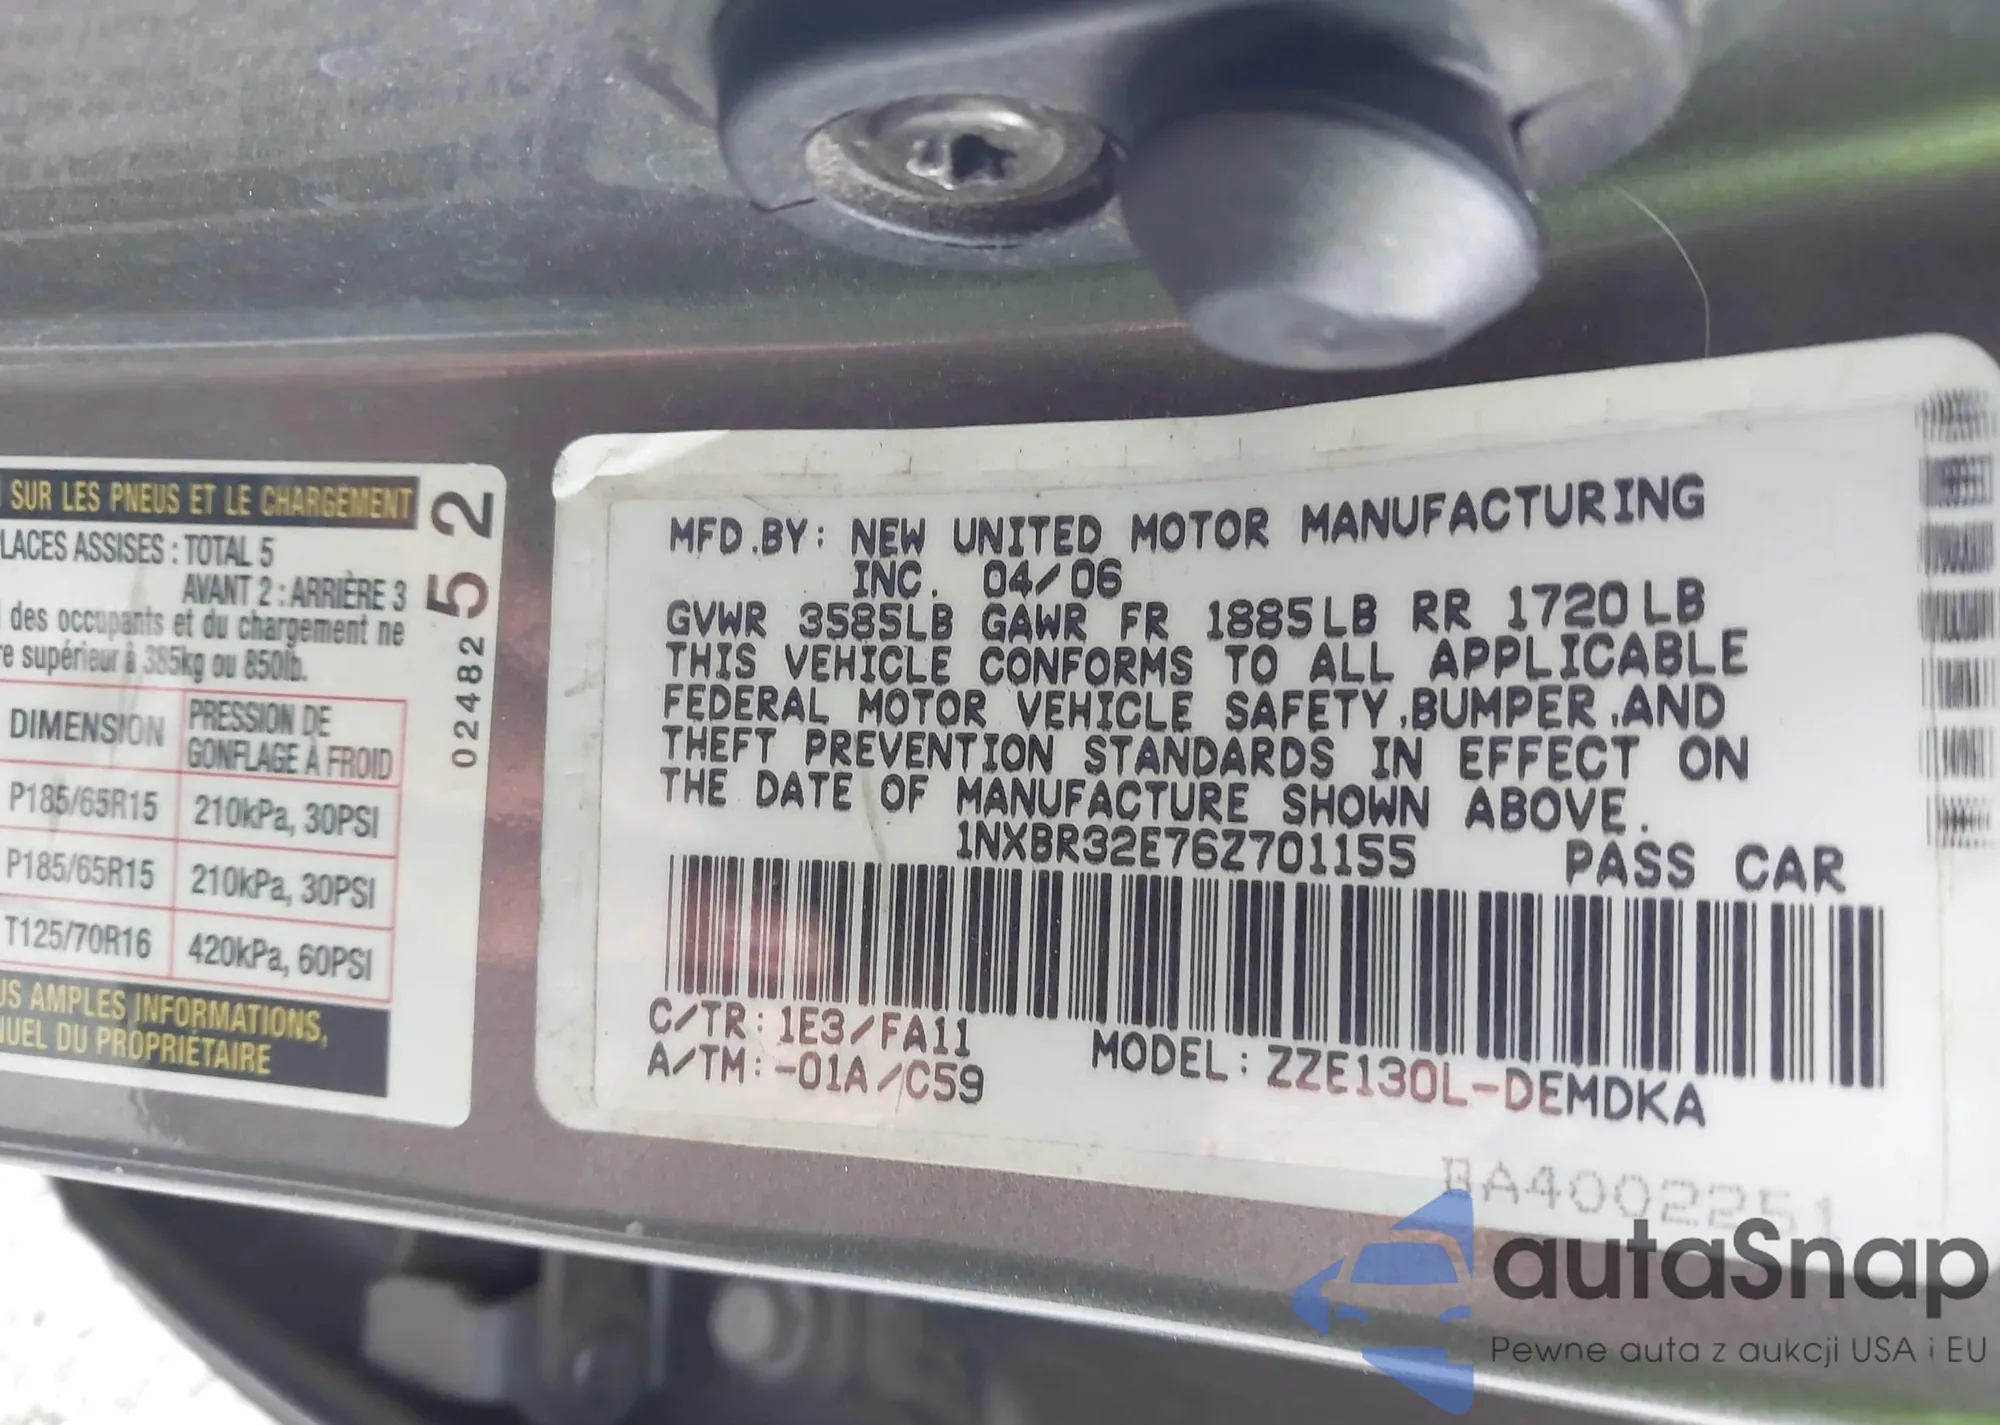 SUR LES PNEUS ET LE CHARGEMENT
PLACES ASSISES : TOTAL 5
AVANT 2 : ARRIÈRE 3
des occupants et du chargement ne
supérieur à 385kg ou 850lb.
DIMENSION
PRESSION DE
GONFLAGE À FROID
P185/65R15 210kPa, 30PSI
P185/65R15 210kPa, 30PSI
T125/70R16 420kPa, 60PSI
AMPLES INFORMATIONS,
DU PROPRIÉTAIRE
02482 52
MFD.BY: NEW UNITED MOTOR MANUFACTURING
INC. 04/06
GVWR 3585LB GAWR FR 1885LB RR 1720LB
THIS VEHICLE CONFORMS TO ALL APPLICABLE
FEDERAL MOTOR VEHICLE SAFETY,BUMPER,AND
THEFT PREVENTION STANDARDS IN EFFECT ON
THE DATE OF MANUFACTURE SHOWN ABOVE.
1NXBR32E76Z701155 PASS CAR
C/TR: 1E3/FA11
A/TM:-01A/C59
MODEL: ZZE130L-DEMDKA
autaSnap
Pewne auta z aukcji USA i EU